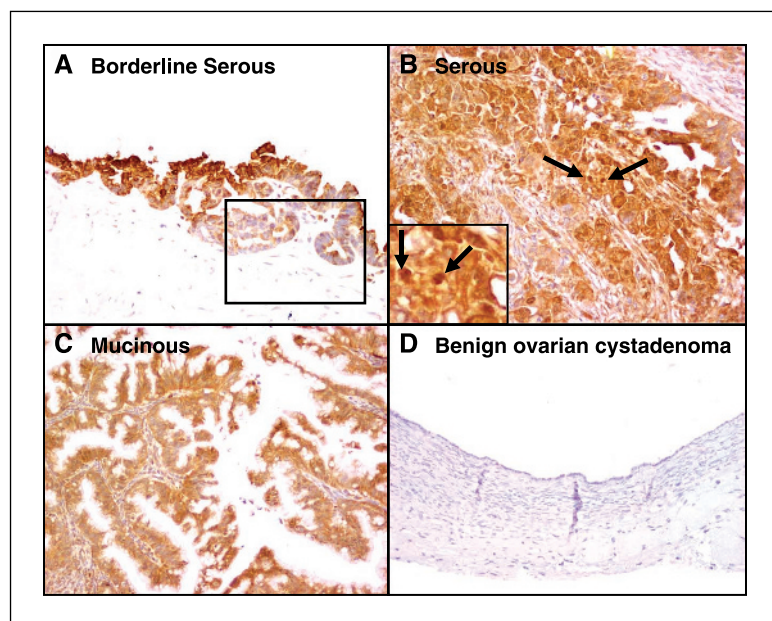 A Borderline Serous
B Serous
C Mucinous
D Benign ovarian cystadenoma